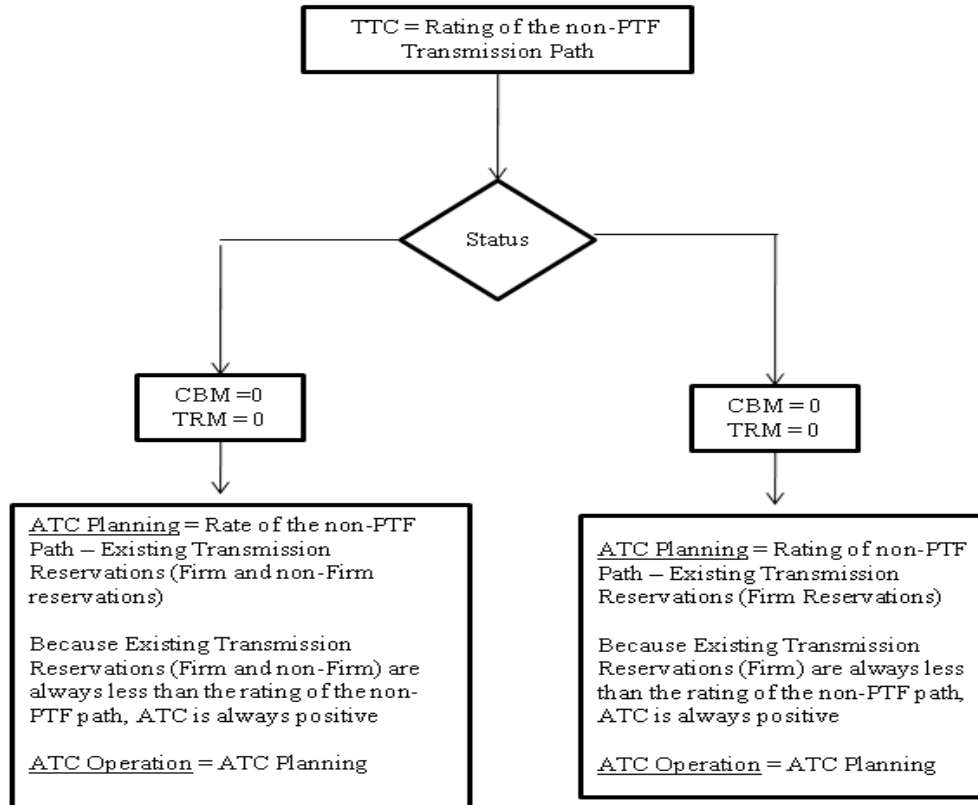 TTC = Rating of the non-PTF
Transmission Path
Status
CBM =0
TRM = 0
CBM = 0
TRM = 0
ATC Planning = Rate of the non-PTF
Path – Existing Transmission
Reservations (Firm and non-Firm
reservations)
Because Existing Transmission
Reservations (Firm and non-Firm) are
always less than the rating of the non-
PTF path, ATC is always positive
ATC Operation = ATC Planning
ATC Planning = Rating of non-PTF
Path – Existing Transmission
Reservations (Firm Reservations)
Because Existing Transmission
Reservations (Firm) are always less
than the rating of the non-PTF path,
ATC is always positive
ATC Operation = ATC Planning